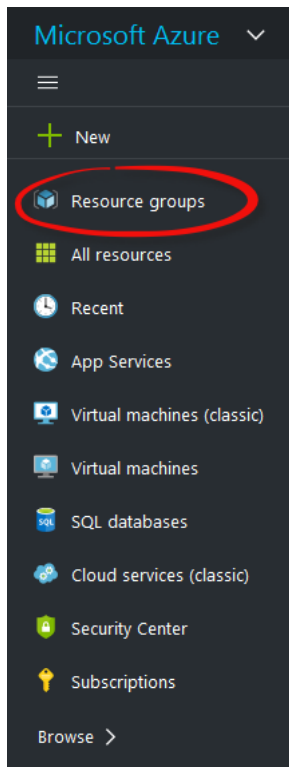 Microsoft Azure
New
Resource groups
All resources
Recent
App Services
Virtual machines (classic)
Virtual machines
SQL
SQL databases
Cloud services (classic)
Security Center
Subscriptions
Browse